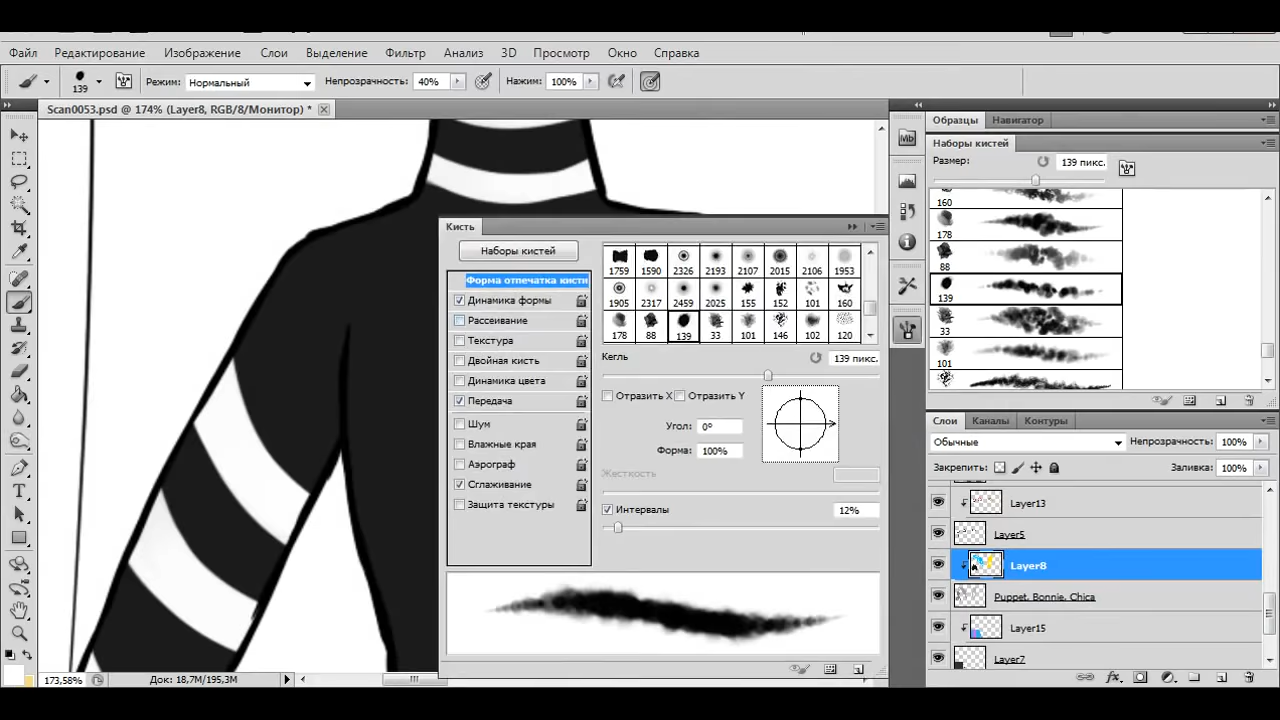 Файл Редактирование Изображение Слои Выделение Фильтр Анализ 3D Просмотр Окно Справка
139 Режим: Нормальный Непрозрачность: 40% Нажим: 100%
Scan0053.psd @ 174% (Layer8, RGB/8/Монитор) *
Образцы Навигатор
Наборы кистей
Размер: 139 пикс.
160
178
88
139
33
101
Кисть
Наборы кистей
Форма отпечатка кисти
Динамика формы
Рассеивание
Текстура
Двойная кисть
Динамика цвета
Передача
Шум
Влажные края
Аэрограф
Сглаживание
Защита текстуры
1759 1590 2326 2193 2107 2015 2106 1953
1905 2317 2459 2025 155 152 101 160
178 88 139 33 101 146 102 120
Кегль 139 пикс.
Отразить X Отразить Y
Угол: 0º
Форма: 100%
Жесткость
Интервалы 12%
Слои Каналы Контуры
Обычные Непрозрачность: 100%
Закрепить: Заливка: 100%
Layer13
Layer5
Layer8
Puppet, Bonnie, Chica
Layer15
Layer7
173,58% Док: 18,7M/195,3M
Mb
T
fx